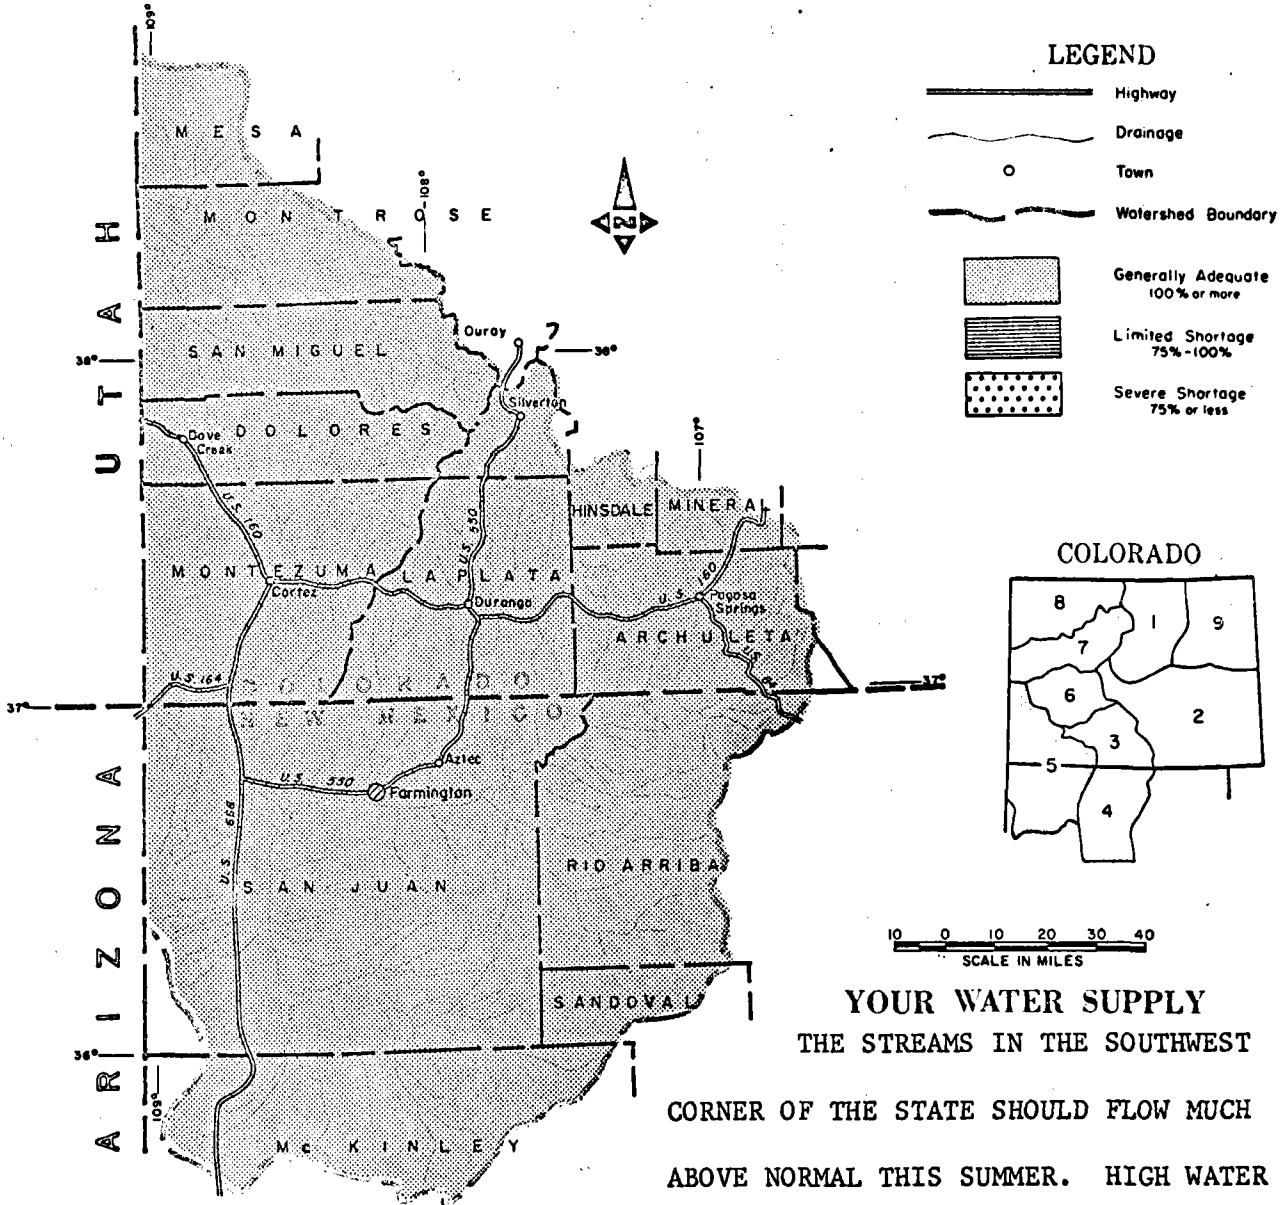 109°
LEGEND
Highway
Drainage
Town
Watershed Boundary
Generally Adequate
100% or more
Limited Shortage
75%-100%
Severe Shortage
75% or less
MESA
108°
MONTROSE
UTAH
N
Ouray
38°
38°
SAN MIGUEL
Silverton
Dove
Creek
DOLORES
107°
U.S. 160
U.S. 550
HINSDALE
MINERAL
MONTEZUMA
LA PLATA
Cortez
Durango
U.S. 160
Pagosa
Springs
ARCHULETA
U.S. 84
U.S. 164
COLORADO
37°
37°
NEW MEXICO
Aztec
U.S. 550
Farmington
U.S. 666
ARIZONA
SAN JUAN
RIO ARRIBA
SANDOVAL
36°
109°
Mc KINLEY
COLORADO
8
1
9
7
6
2
3
5
4
10 0 10 20 30 40
SCALE IN MILES
YOUR WATER SUPPLY
THE STREAMS IN THE SOUTHWEST
CORNER OF THE STATE SHOULD FLOW MUCH
ABOVE NORMAL THIS SUMMER. HIGH WATER